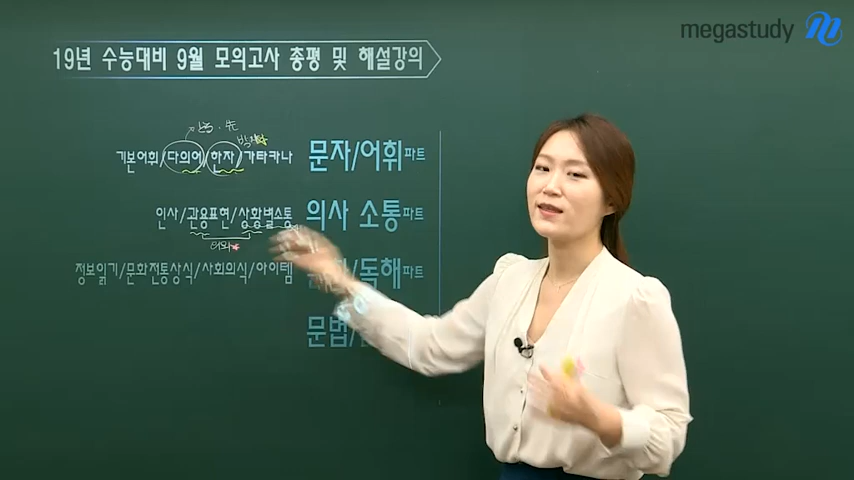 megastudy
19년 수능대비 9월 모의고사 총평 및 해설강의
기본어휘/다의어/한자/가타카나 문자/어휘 파트
인사/관용표현/상황별소통 의사 소통 파트
정보읽기/문화전통상식/사회의식/아이템 독해 파트
문법/